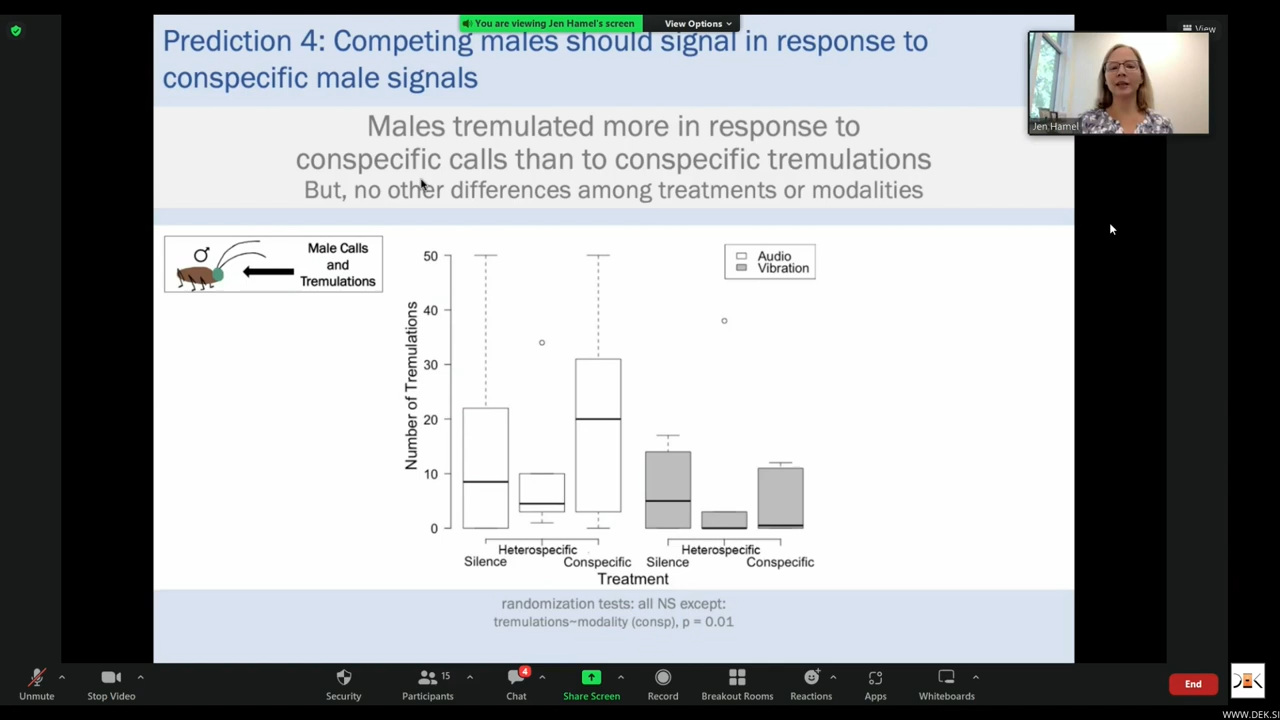 You are viewing Jen Hamel's screen
View Options
View
Prediction 4: Competing males should signal in response to
conspecific male signals
Jen Hamel
Males tremulated more in response to
conspecific calls than to conspecific tremulations
But, no other differences among treatments or modalities
Male Calls
and
Tremulations
Audio
Vibration
Number of Tremulations
50
40
30
20
10
0
Heterospecific
Heterospecific
Silence
Conspecific
Silence
Conspecific
Treatment
randomization tests: all NS except:
tremulations~modality (consp), p = 0.01
4
15
Unmute
Stop Video
Security
Participants
Chat
Share Screen
Record
Breakout Rooms
Reactions
Apps
Whiteboards
End
WWW.DEK.SI